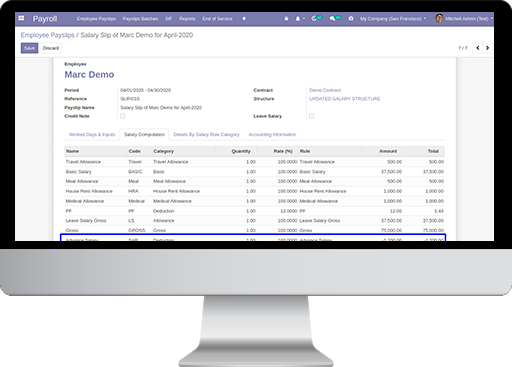 Payroll Employee Payslips Payslips Batches SIF Reports End of Service + My Company (San Francisco) Mitchell Admin (Test)
Employee Payslips / Salary Slip of Marc Demo for April-2020
Save Discard 7 / 7
Employee
Marc Demo
Period 04/01/2020 - 04/30/2020 Contract Demo Contract
Reference SLIP/015 Structure UPDATED SALARY STRUCTURE
Payslip Name Salary Slip of Marc Demo for April-2020
Credit Note Leave Salary
Worked Days & Inputs Salary Computation Details By Salary Rule Category Accounting Information
Name Code Category Quantity Rate (%) Rule Amount Total
Travel Allowance Travel Travel Allowance 1.00 100.0000 Travel Allowance 500.00 500.00
Basic Salary BASIC Basic 1.00 100.0000 Basic Salary 37,500.00 37,500.00
Meal Allowance Meal Meal Allowance 1.00 100.0000 Meal Allowance 500.00 500.00
House Rent Allowance HRA House Rent Allowance 1.00 100.0000 House Rent Allowance 1,000.00 1,000.00
Medical Allowance Medical Medical Allowance 1.00 100.0000 Medical Allowance 3,000.00 3,000.00
PF PF Deduction 1.00 12.0000 PF 12.00 1.44
Leave Salary Gross LS Allowance 1.00 100.0000 Leave Salary Gross 37,500.00 37,500.00
Gross GROSS Gross 1.00 100.0000 Gross 75,000.00 75,000.00
Advance Salary SAR Deduction 1.00 100.0000 Advance Salary